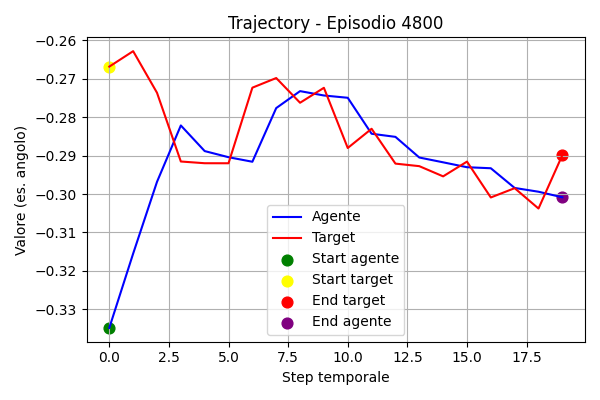 Trajectory - Episodio 4800
−0.26
−0.27
−0.28
−0.29
−0.30
−0.31
−0.32
−0.33
Valore (es. angolo)
Agente
Target
Start agente
Start target
End target
End agente
0.0 2.5 5.0 7.5 10.0 12.5 15.0 17.5
Step temporale